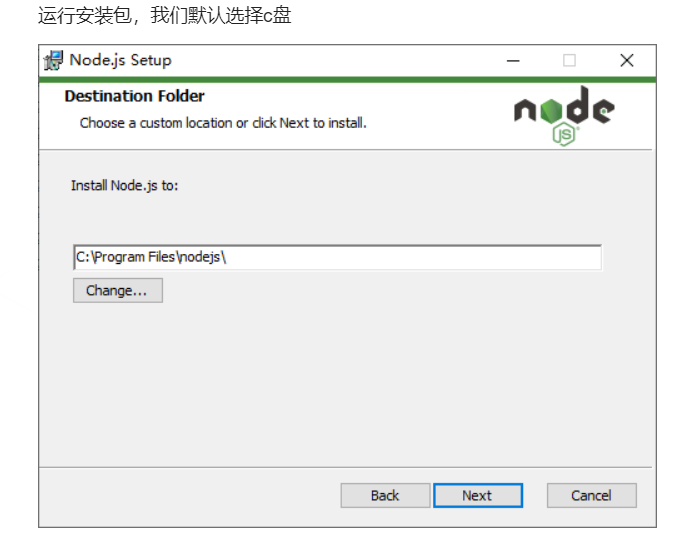 运行安装包，我们默认选择c盘
Node.js Setup
Destination Folder
Choose a custom location or click Next to install.
node
JS
Install Node.js to:
C:\Program Files\nodejs\
Change...
Back Next Cancel